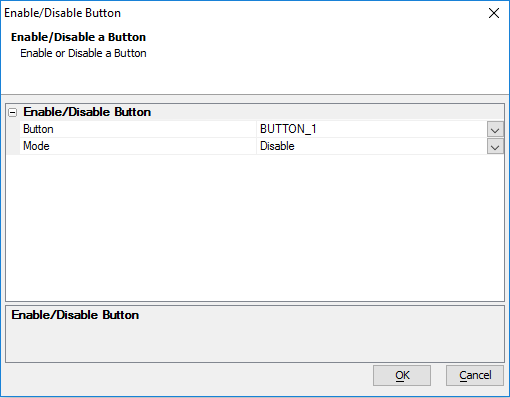 Enable/Disable Button
Enable/Disable a Button
Enable or Disable a Button
Enable/Disable Button
Button BUTTON_1
Mode Disable
Enable/Disable Button
OK Cancel